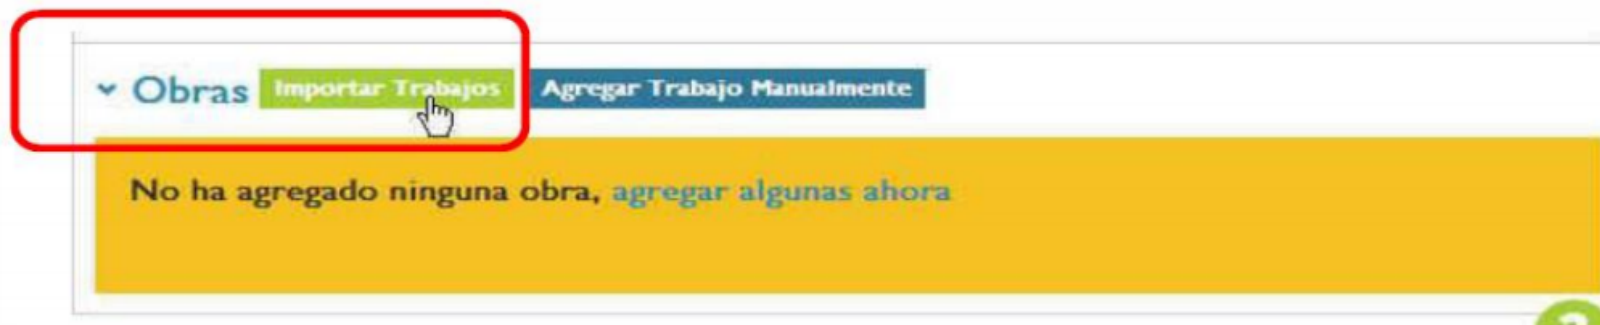 Obras Importar Trabajos Agregar Trabajo Manualmente
No ha agregado ninguna obra, agregar algunas ahora